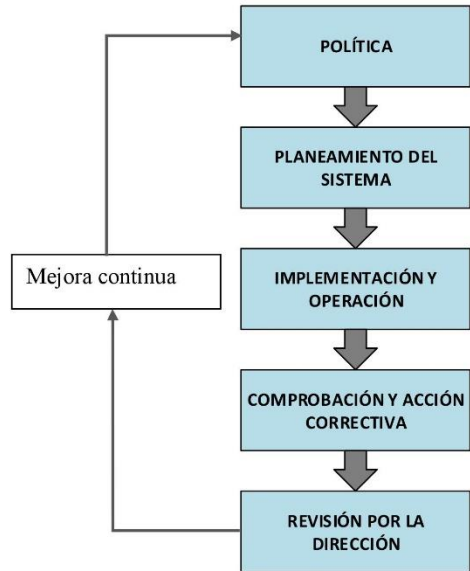 POLÍTICA
PLANEAMIENTO DEL
SISTEMA
Mejora continua
IMPLEMENTACIÓN Y
OPERACIÓN
COMPROBACIÓN Y ACCIÓN
CORRECTIVA
REVISIÓN POR LA
DIRECCIÓN